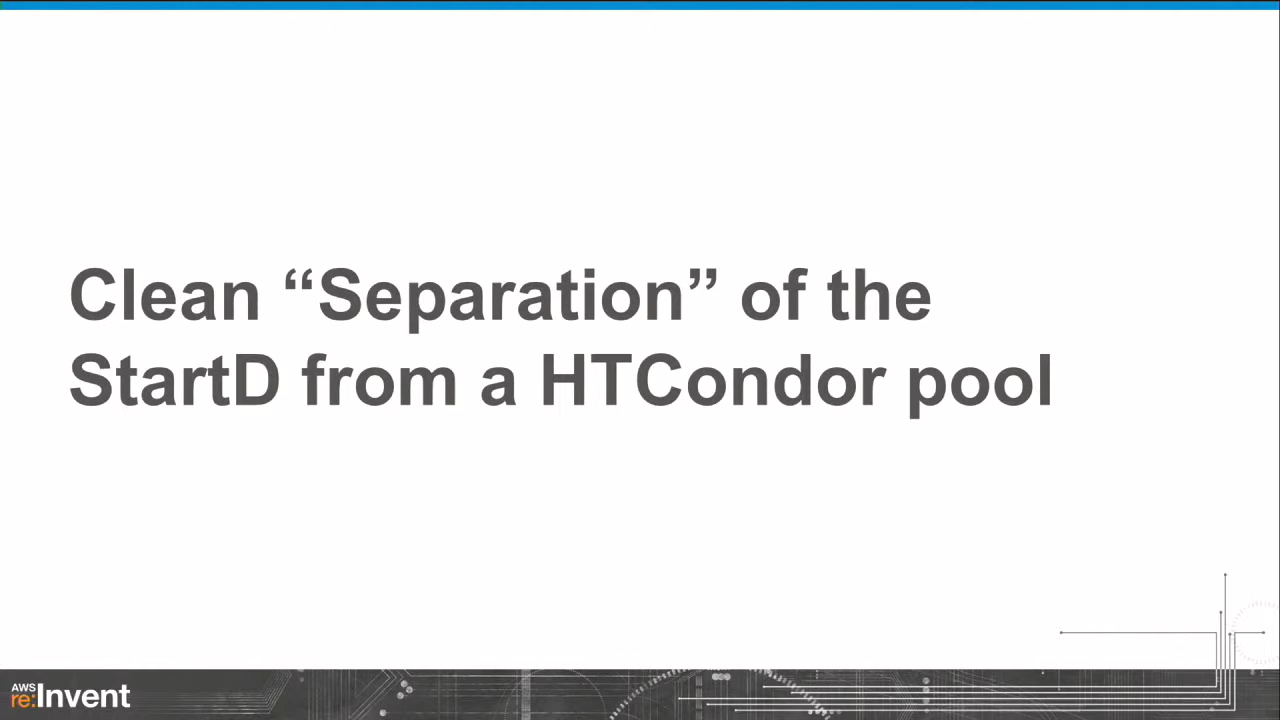 Clean “Separation” of the
StartD from a HTCondor pool
AWS
re:Invent